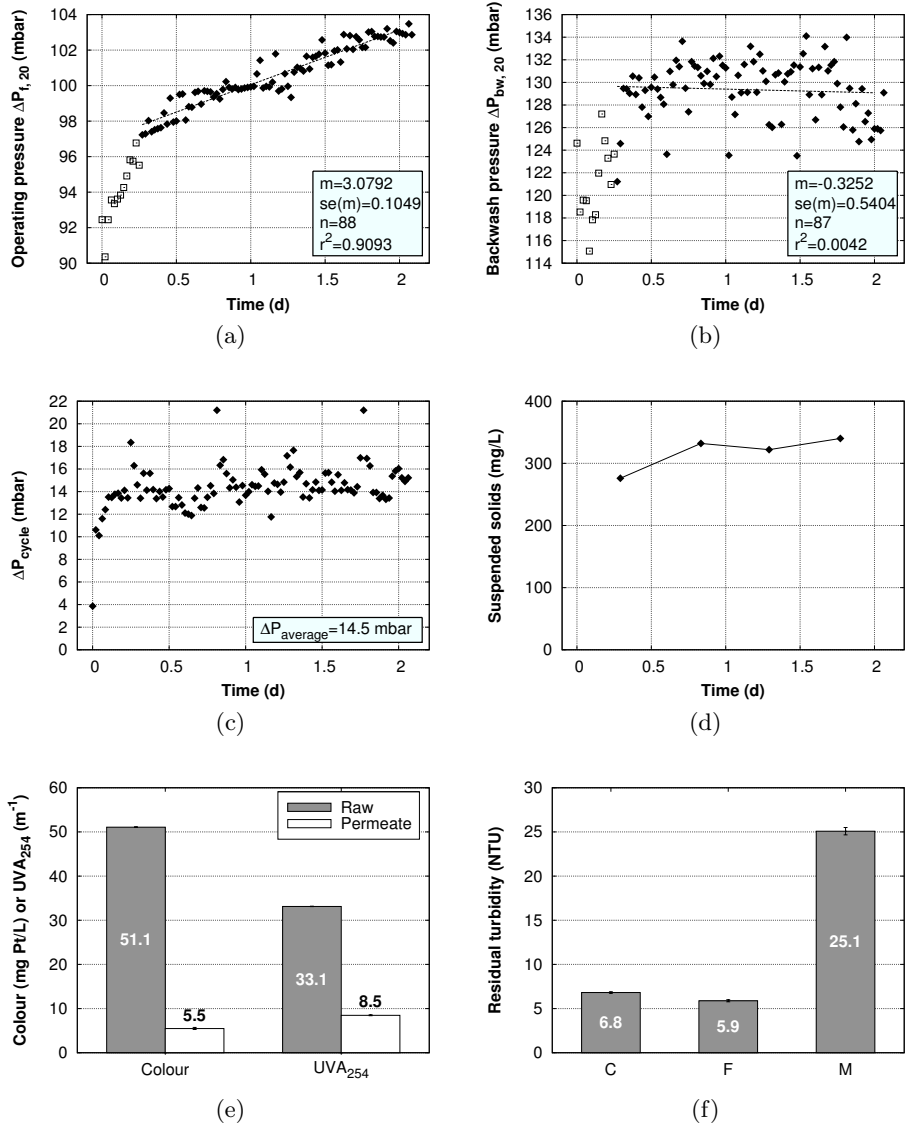 Operating pressure ΔPf,20 (mbar)
104
102
100
98
96
94
92
90
m=3.0792
se(m)=0.1049
n=88
r²=0.9093
0 0.5 1 1.5 2
Time (d)
(a)
Backwash pressure ΔPbw, 20 (mbar)
136
134
132
130
129
126
124
122
120
118
116
114
m=-0.3252
se(m)=0.5404
n=87
r²=0.0042
0 0.5 1 1.5 2
Time (d)
(b)
ΔPcycle (mbar)
22
20
18
16
14
12
10
8
6
4
2
0
ΔPaverage=14.5 mbar
0 0.5 1 1.5 2
Time (d)
(c)
Suspended solids (mg/L)
400
300
200
100
0
0 0.5 1 1.5 2
Time (d)
(d)
Colour (mg Pt/L) or UVA254 (m-1)
60
50
40
30
20
10
0
Raw
Permeate
51.1
5.5
33.1
8.5
Colour UVA254
(e)
Residual turbidity (NTU)
30
25
20
15
10
5
0
6.8
5.9
25.1
C F M
(f)